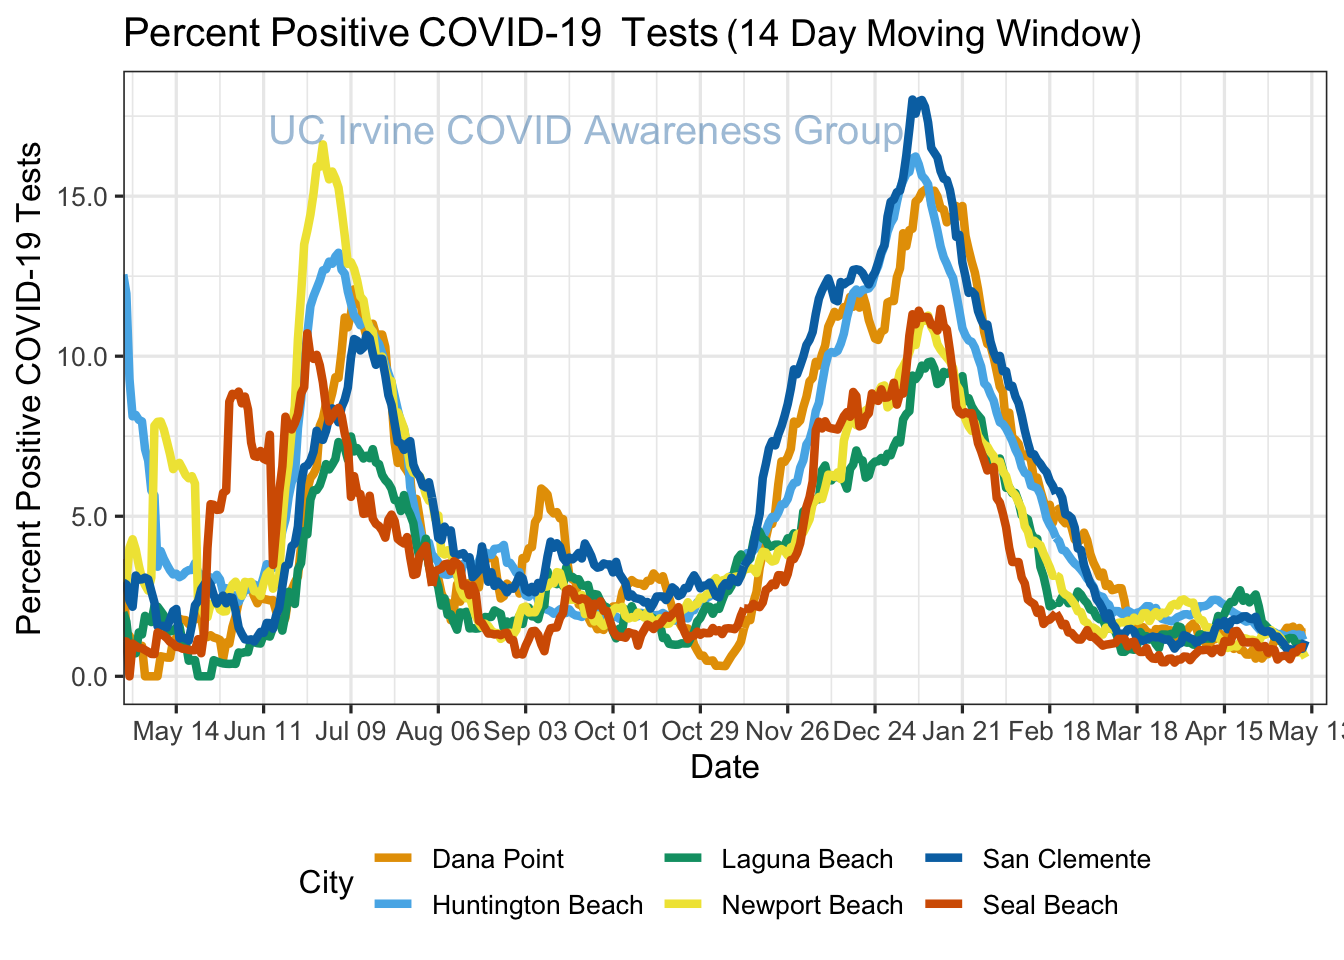 Percent Positive COVID-19 Tests (14 Day Moving Window)
UC Irvine COVID Awareness Group
Percent Positive COVID-19 Tests
15.0
10.0
5.0
0.0
May 14 Jun 11 Jul 09 Aug 06 Sep 03 Oct 01 Oct 29 Nov 26 Dec 24 Jan 21 Feb 18 Mar 18 Apr 15 May 13
Date
City
Dana Point Laguna Beach San Clemente
Huntington Beach Newport Beach Seal Beach